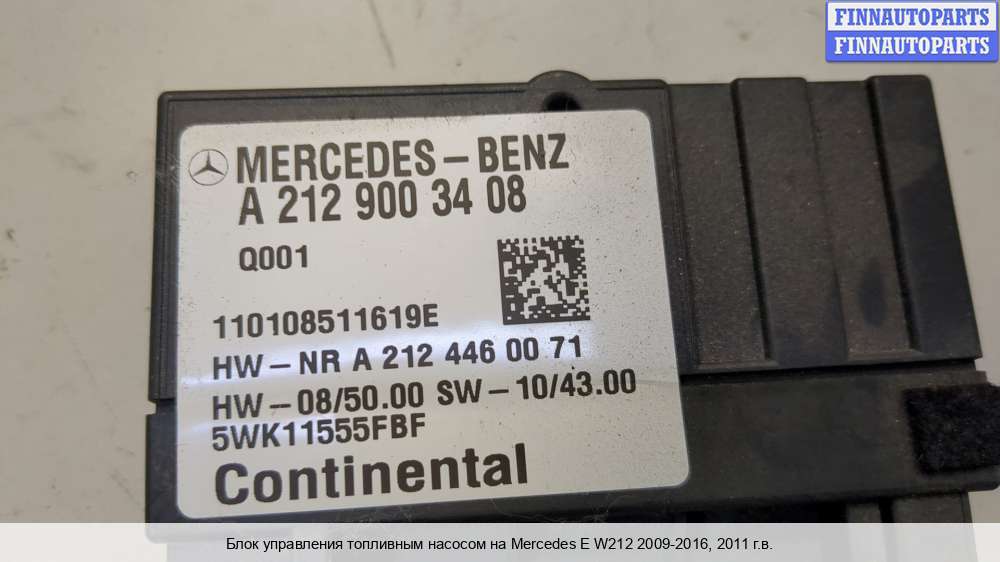 FINNAUTOPARTS
FINNAUTOPARTS
MERCEDES-BENZ
A 212 900 34 08
Q001
110108511619E
HW-NR A 212 446 00 71
HW-08/50.00 SW-10/43.00
5WK11555FBF
Continental
Блок управления топливным насосом на Mercedes E W212 2009-2016, 2011 г.в.